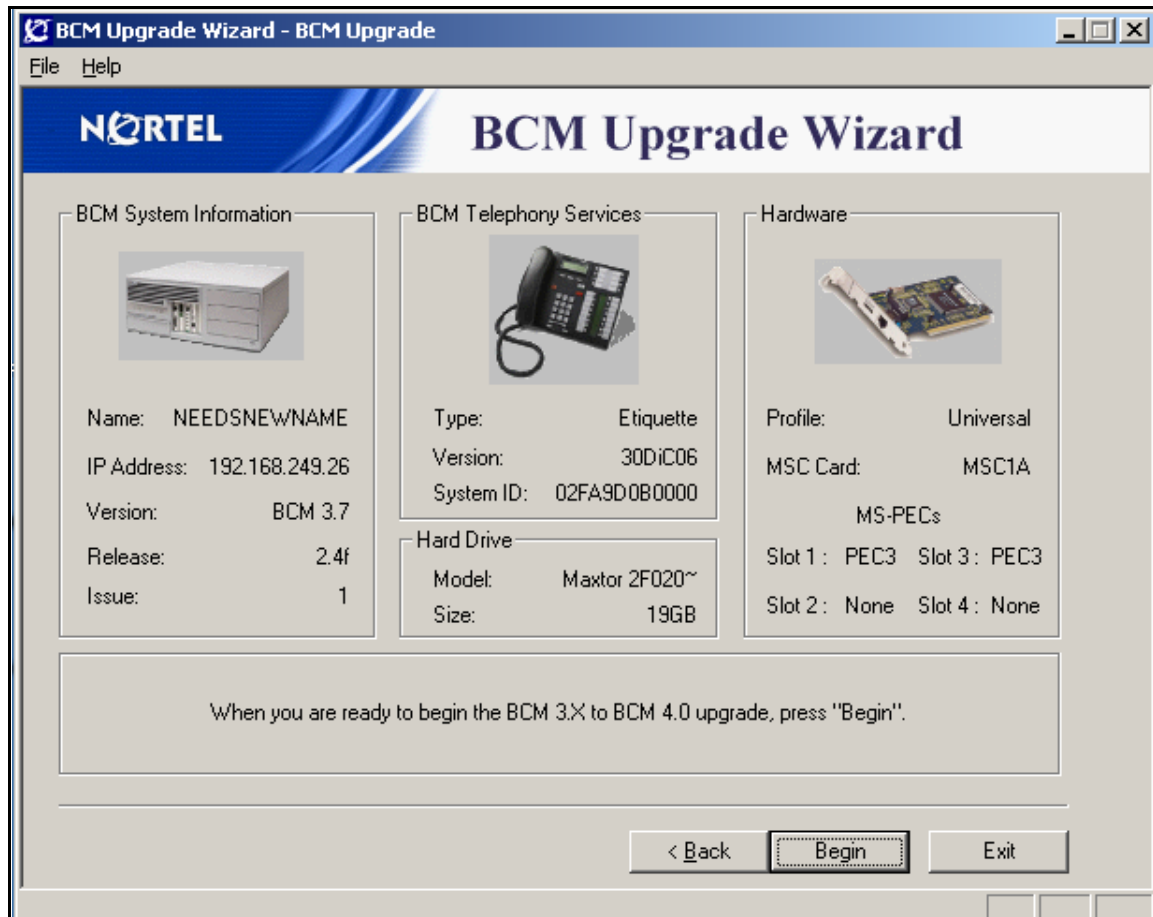 BCM Upgrade Wizard - BCM Upgrade
File Help
NORTEL
BCM Upgrade Wizard
BCM System Information
Name: NEEDSNEWNAME
IP Address: 192.168.249.26
Version: BCM 3.7
Release: 2.4f
Issue: 1
BCM Telephony Services
Type: Etiquette
Version: 30DiC06
System ID: 02FA9D0B0000
Hard Drive
Model: Maxtor 2F020~
Size: 19GB
Hardware
Profile: Universal
MSC Card: MSC1A
MS-PECs
Slot 1 : PEC3 Slot 3 : PEC3
Slot 2 : None Slot 4 : None
When you are ready to begin the BCM 3.X to BCM 4.0 upgrade, press "Begin".
< Back Begin Exit